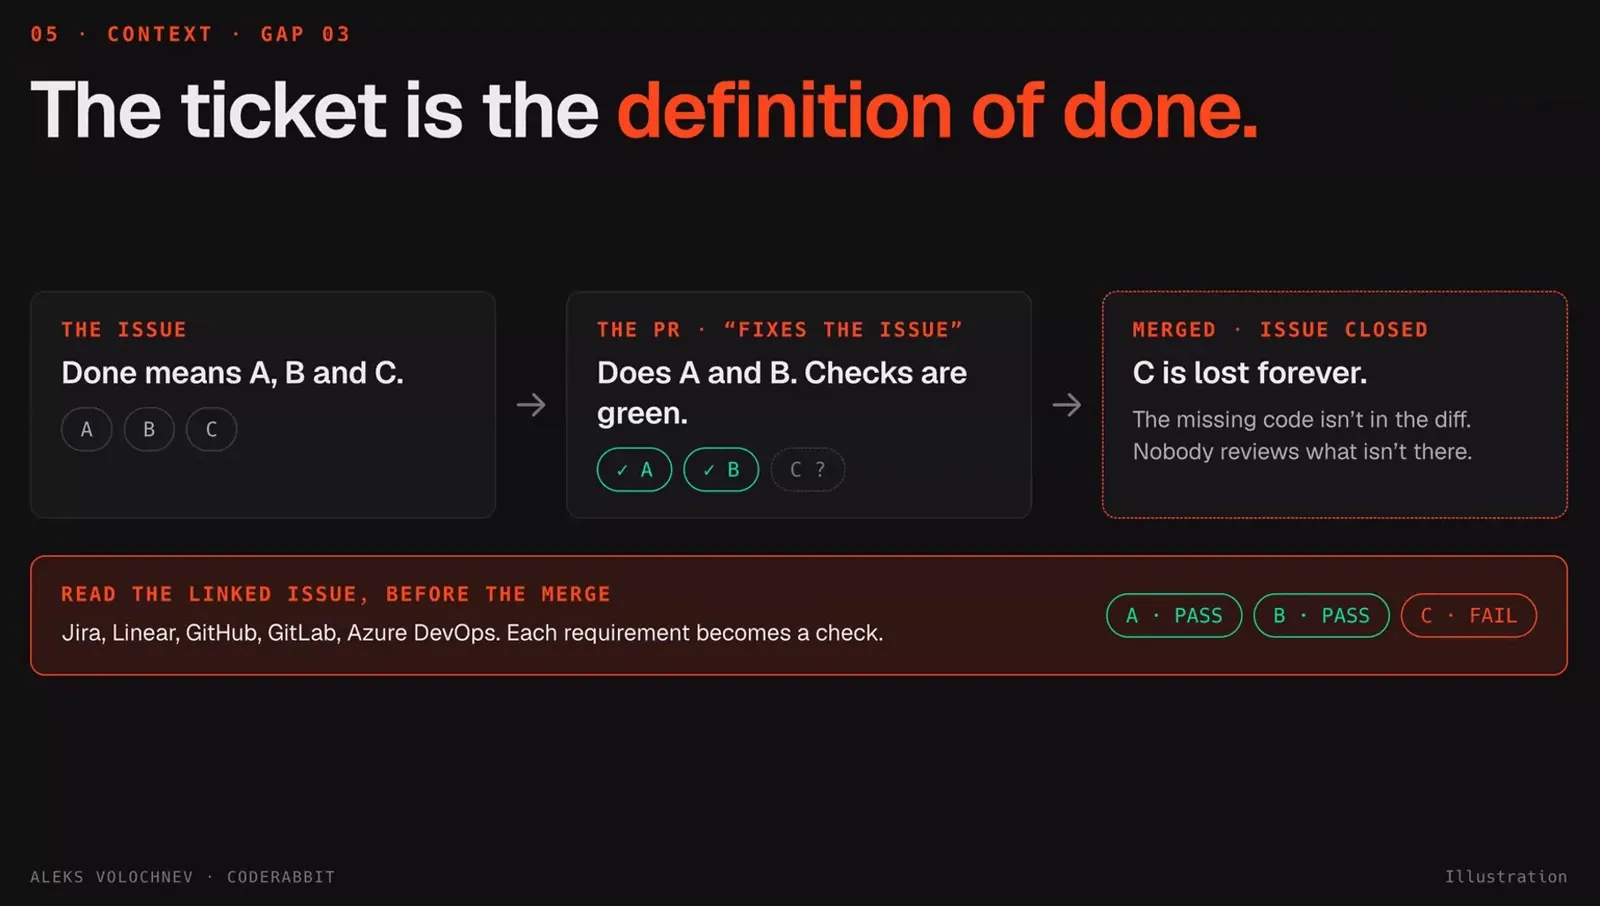 05 · CONTEXT · GAP 03
The ticket is the definition of done.
THE ISSUE
Done means A, B and C.
A B C
→
THE PR · “FIXES THE ISSUE”
Does A and B. Checks are
green.
✓ A ✓ B C ?
→
MERGED · ISSUE CLOSED
C is lost forever.
The missing code isn’t in the diff.
Nobody reviews what isn’t there.
READ THE LINKED ISSUE, BEFORE THE MERGE
Jira, Linear, GitHub, GitLab, Azure DevOps. Each requirement becomes a check.
A · PASS B · PASS C · FAIL
ALEKS VOLOCHNEV · CODERABBIT
Illustration